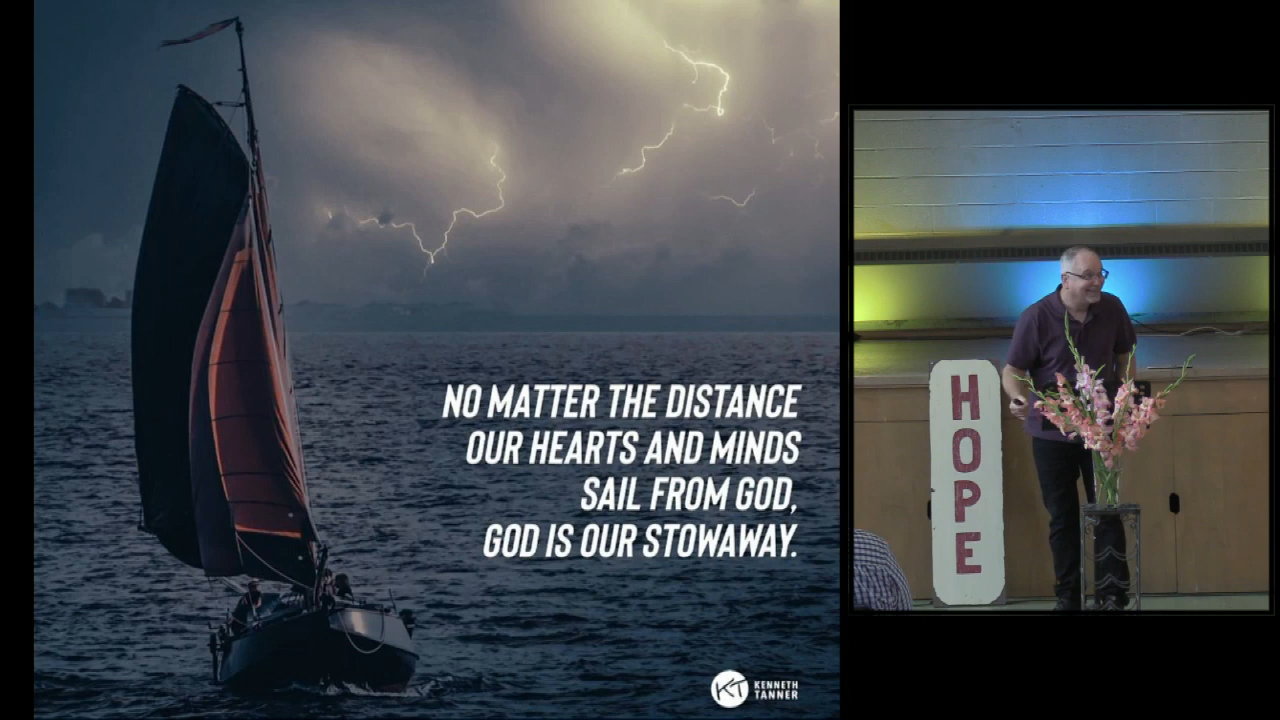 NO MATTER THE DISTANCE
OUR HEARTS AND MINDS
SAIL FROM GOD,
GOD IS OUR STOWAWAY.
KT KENNETH
TANNER
HOPE